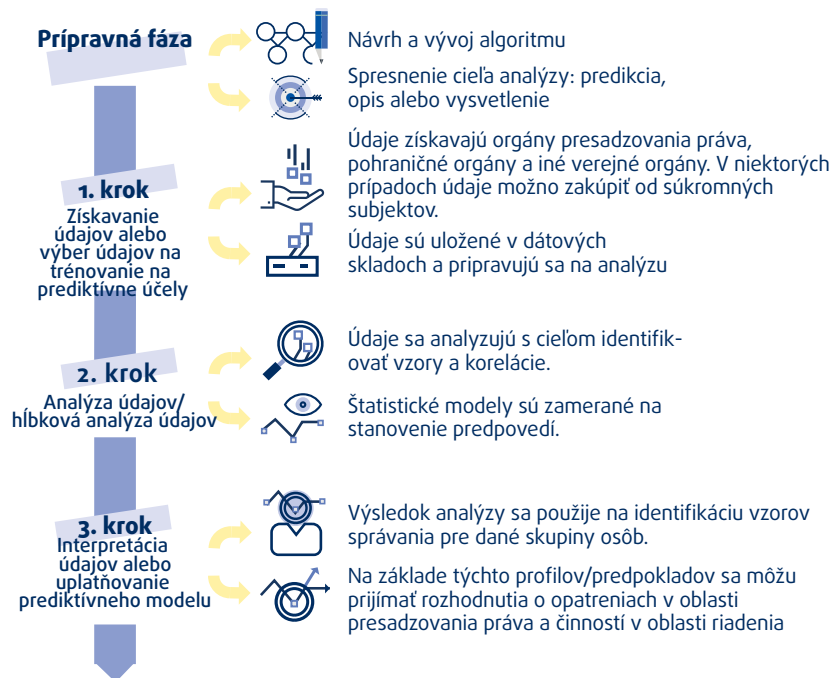 Prípravná fáza
Návrh a vývoj algoritmu
Spresnenie cieľa analýzy: predikcia,
opis alebo vysvetlenie
1. krok
Získavanie
údajov alebo
výber údajov na
trénovanie na
prediktívne účely
Údaje získavajú orgány presadzovania práva,
pohraničné orgány a iné verejné orgány. V niektorých
prípadoch údaje možno zakúpiť od súkromných
subjektov.
Údaje sú uložené v dátových
skladoch a pripravujú sa na analýzu
2. krok
Analýza údajov/
hĺbková analýza údajov
Údaje sa analyzujú s cieľom identifik-
ovať vzory a korelácie.
Štatistické modely sú zamerané na
stanovenie predpovedí.
3. krok
Interpretácia
údajov alebo
uplatňovanie
prediktívneho modelu
Výsledok analýzy sa použije na identifikáciu vzorov
správania pre dané skupiny osôb.
Na základe týchto profilov/predpokladov sa môžu
prijímať rozhodnutia o opatreniach v oblasti
presadzovania práva a činností v oblasti riadenia